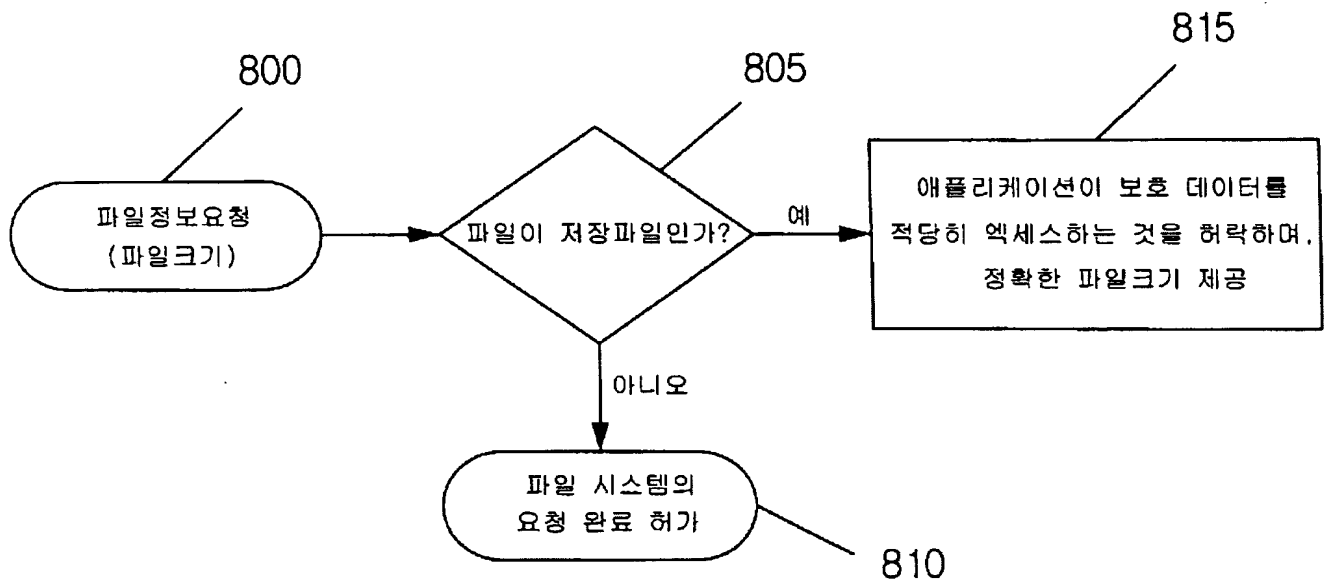 800
805
815
파일정보요청
(파일크기)
파일이 저장파일인가?
예
애플리케이션이 보호 데이터를
적당히 엑세스하는 것을 허락하며,
정확한 파일크기 제공
아니오
파일 시스템의
요청 완료 허가
810